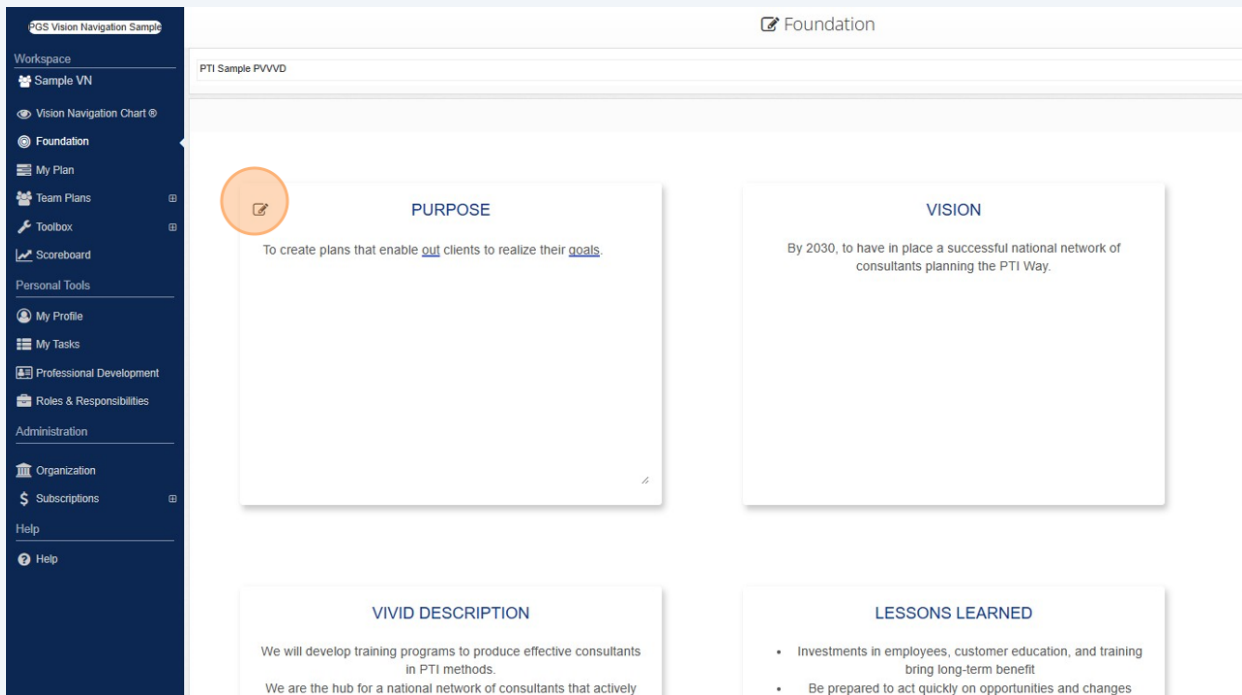 PGS Vision Navigation Sample
Foundation
Workspace
Sample VN
PTI Sample PVVVD
Vision Navigation Chart ®
Foundation
My Plan
Team Plans
Toolbox
Scoreboard
Personal Tools
My Profile
My Tasks
Professional Development
Roles & Responsibilities
Administration
Organization
Subscriptions
Help
Help
PURPOSE
To create plans that enable out clients to realize their goals.
VISION
By 2030, to have in place a successful national network of
consultants planning the PTI Way.
VIVID DESCRIPTION
We will develop training programs to produce effective consultants
in PTI methods.
We are the hub for a national network of consultants that actively
LESSONS LEARNED
• Investments in employees, customer education, and training
bring long-term benefit
• Be prepared to act quickly on opportunities and changes